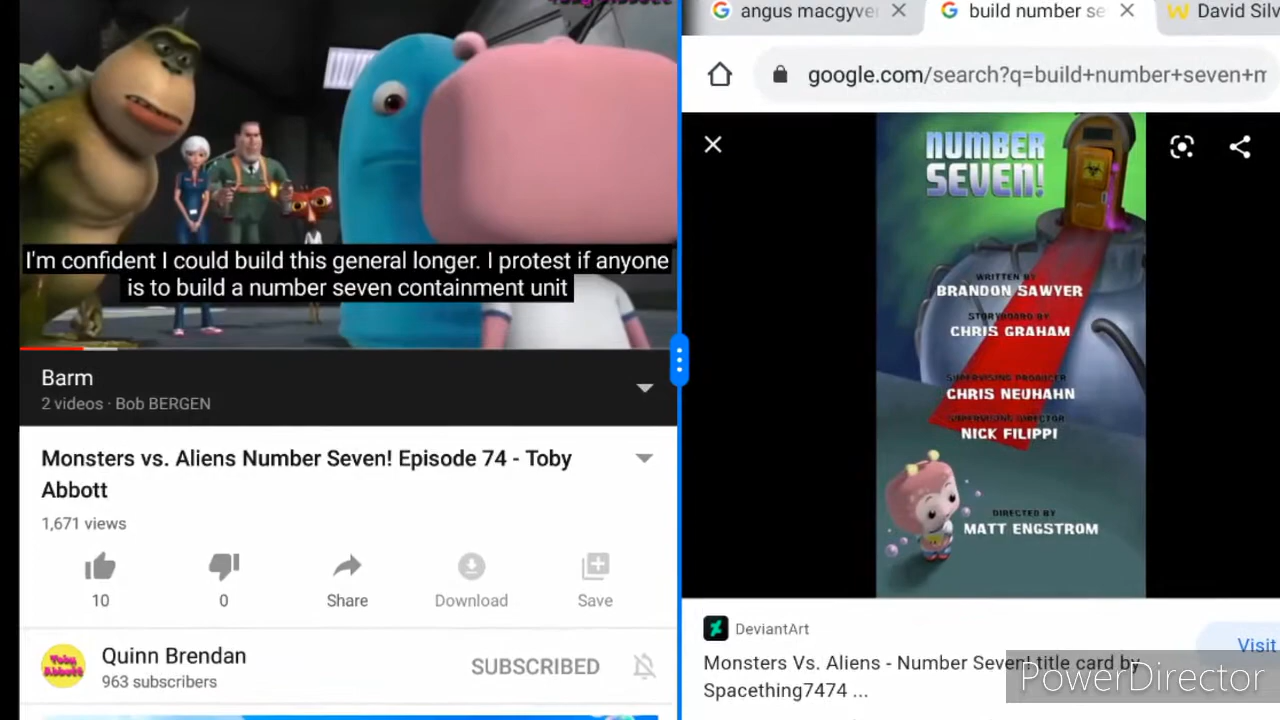 I'm confident I could build this general longer. I protest if anyone
is to build a number seven containment unit
Barm
2 videos · Bob BERGEN
Monsters vs. Aliens Number Seven! Episode 74 - Toby
Abbott
1,671 views
10
0
Share
Download
Save
Toby
Abbott
Quinn Brendan
963 subscribers
SUBSCRIBED
angus macgyver
build number se
David Silv
google.com/search?q=build+number+seven+m
NUMBER
SEVEN!
WRITTEN BY
BRANDON SAWYER
STORYBOARD BY
CHRIS GRAHAM
SUPERVISING PRODUCER
CHRIS NEUHAHN
SUPERVISING DIRECTOR
NICK FILIPPI
DIRECTED BY
MATT ENGSTROM
DeviantArt
Visit
Monsters Vs. Aliens - Number Seven! title card by
Spacething7474 ...
PowerDirector